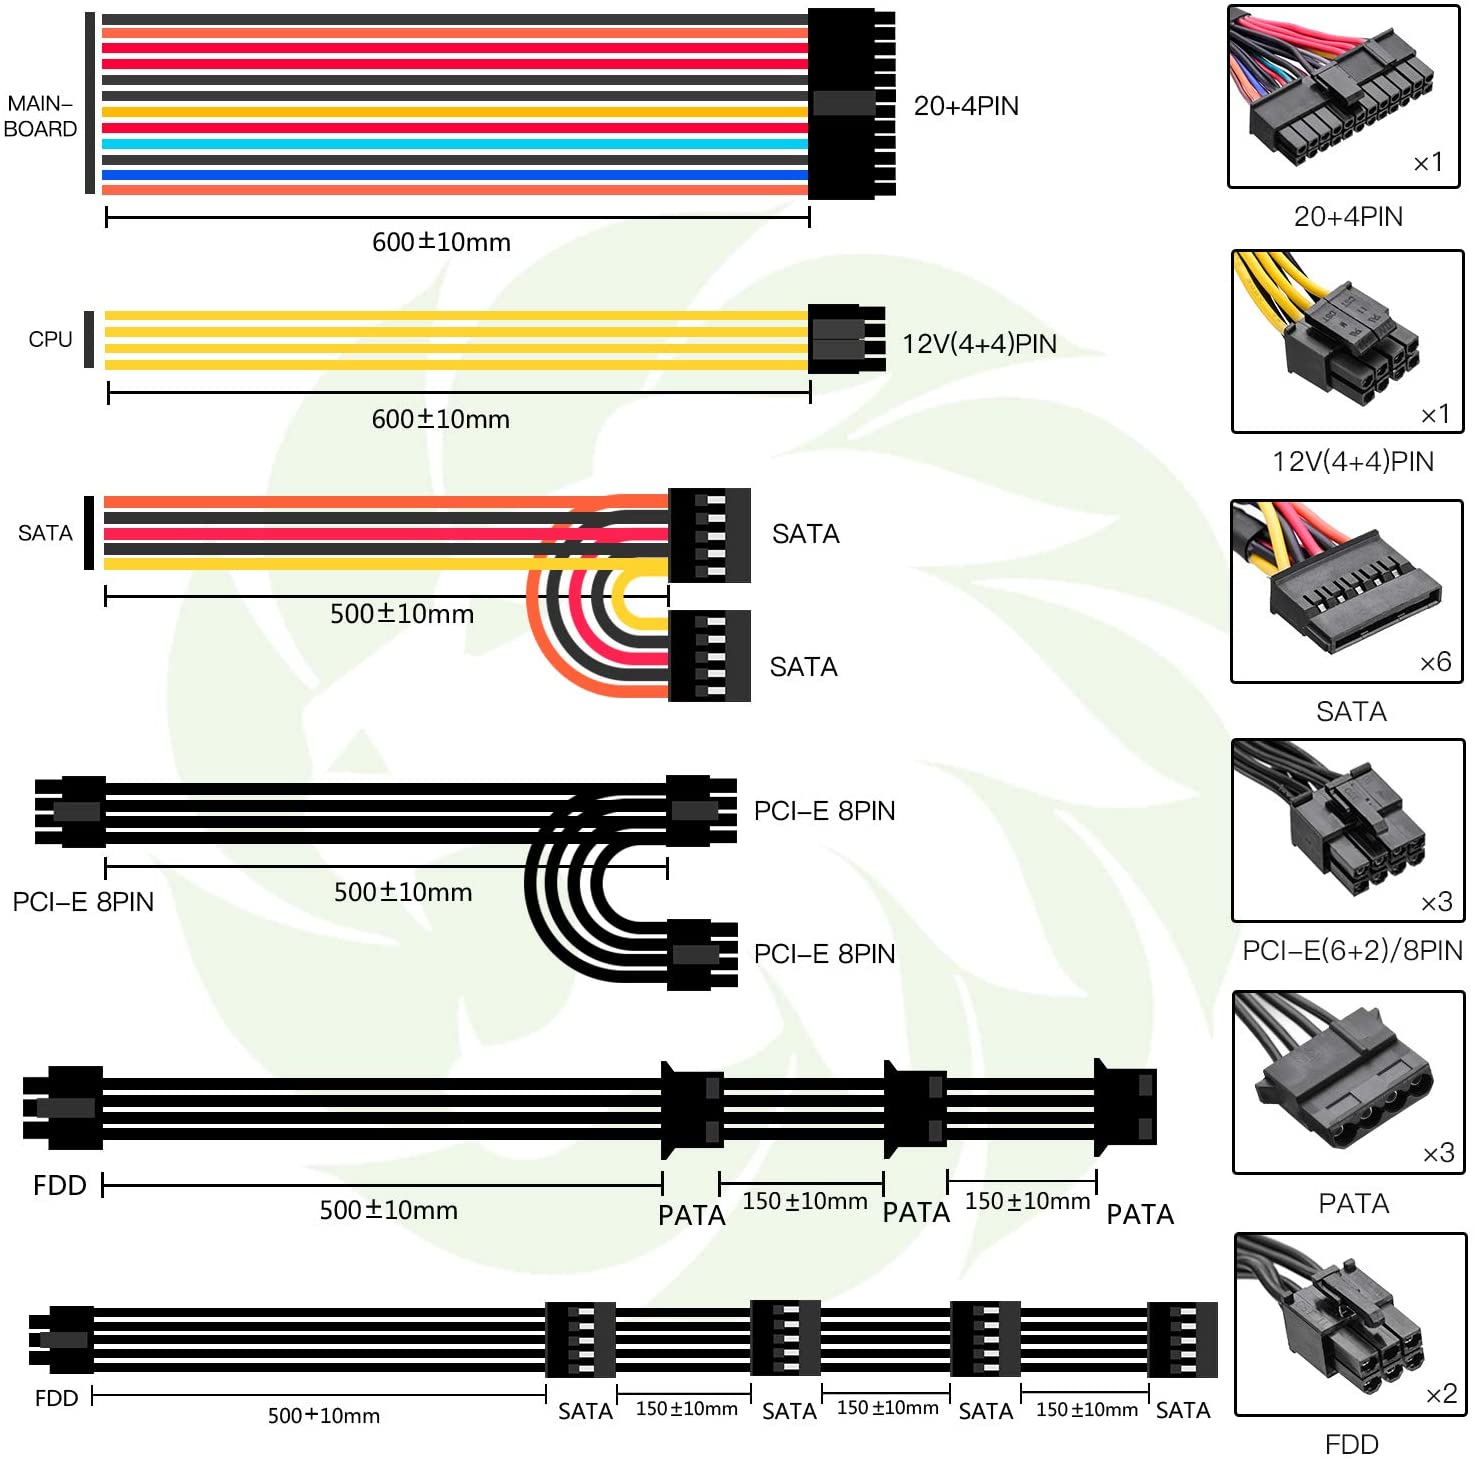 MAIN-
BOARD
20+4PIN
600±10mm
×1
20+4PIN
CPU
12V(4+4)PIN
600±10mm
×1
12V(4+4)PIN
SATA
SATA
500±10mm
SATA
×6
SATA
PCI-E 8PIN
500±10mm
PCI-E 8PIN
PCI-E 8PIN
×3
PCI-E(6+2)/8PIN
FDD
500±10mm
PATA
150±10mm
PATA
150±10mm
PATA
×3
PATA
FDD
500+10mm
SATA
150±10mm
SATA
150±10mm
SATA
150±10mm
SATA
×2
FDD